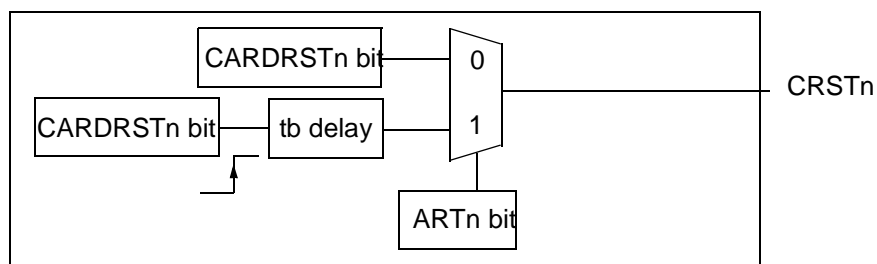 CARDRSTn bit
0
CRSTn
CARDRSTn bit
tb delay
1
ARTn bit